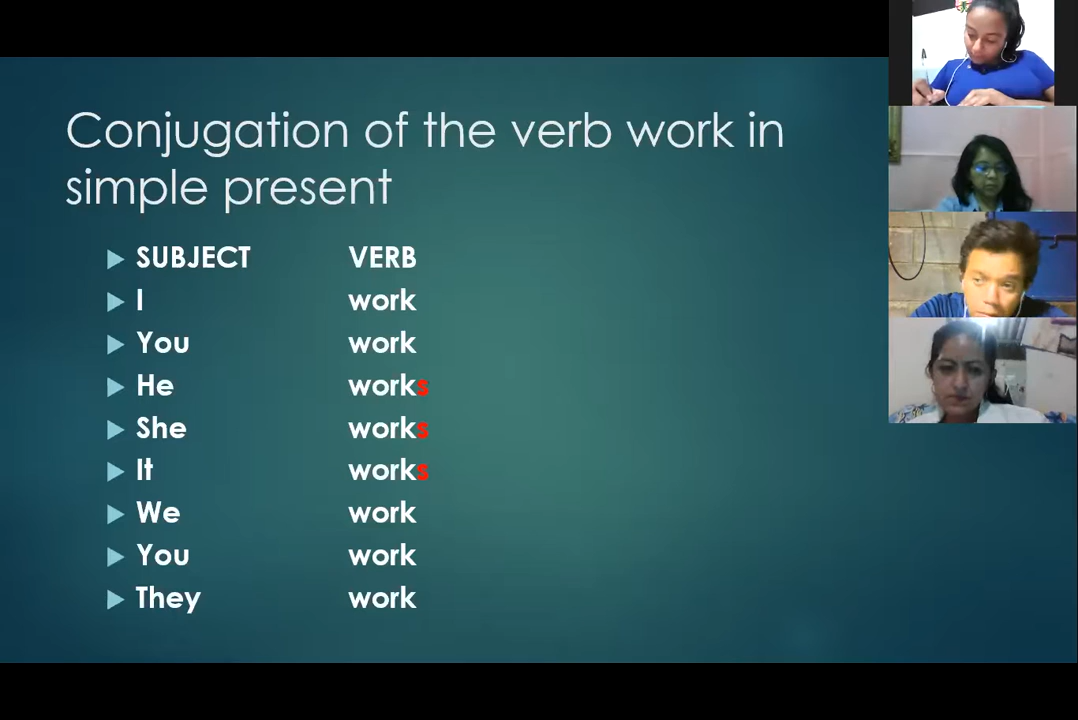 Conjugation of the verb work in
simple present
SUBJECT VERB
I work
You work
He works
She works
It works
We work
You work
They work